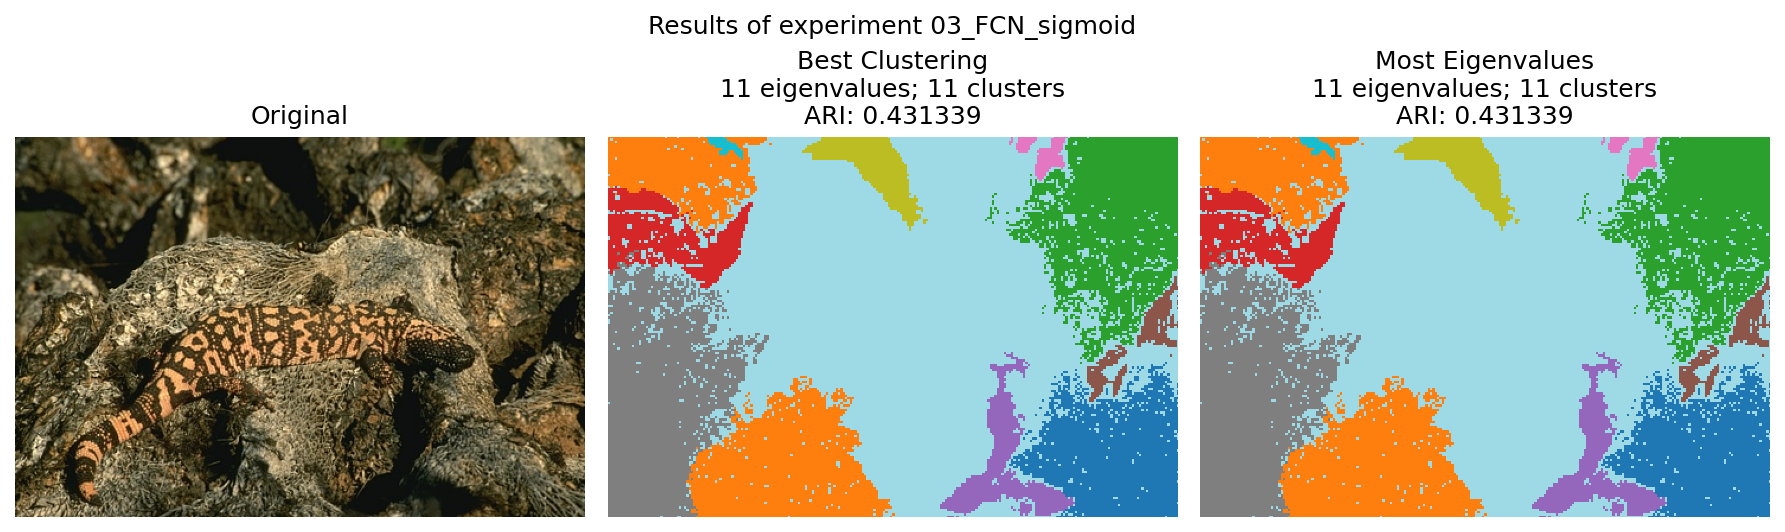 Results of experiment 03_FCN_sigmoid
Original
Best Clustering
11 eigenvalues; 11 clusters
ARI: 0.431339
Most Eigenvalues
11 eigenvalues; 11 clusters
ARI: 0.431339